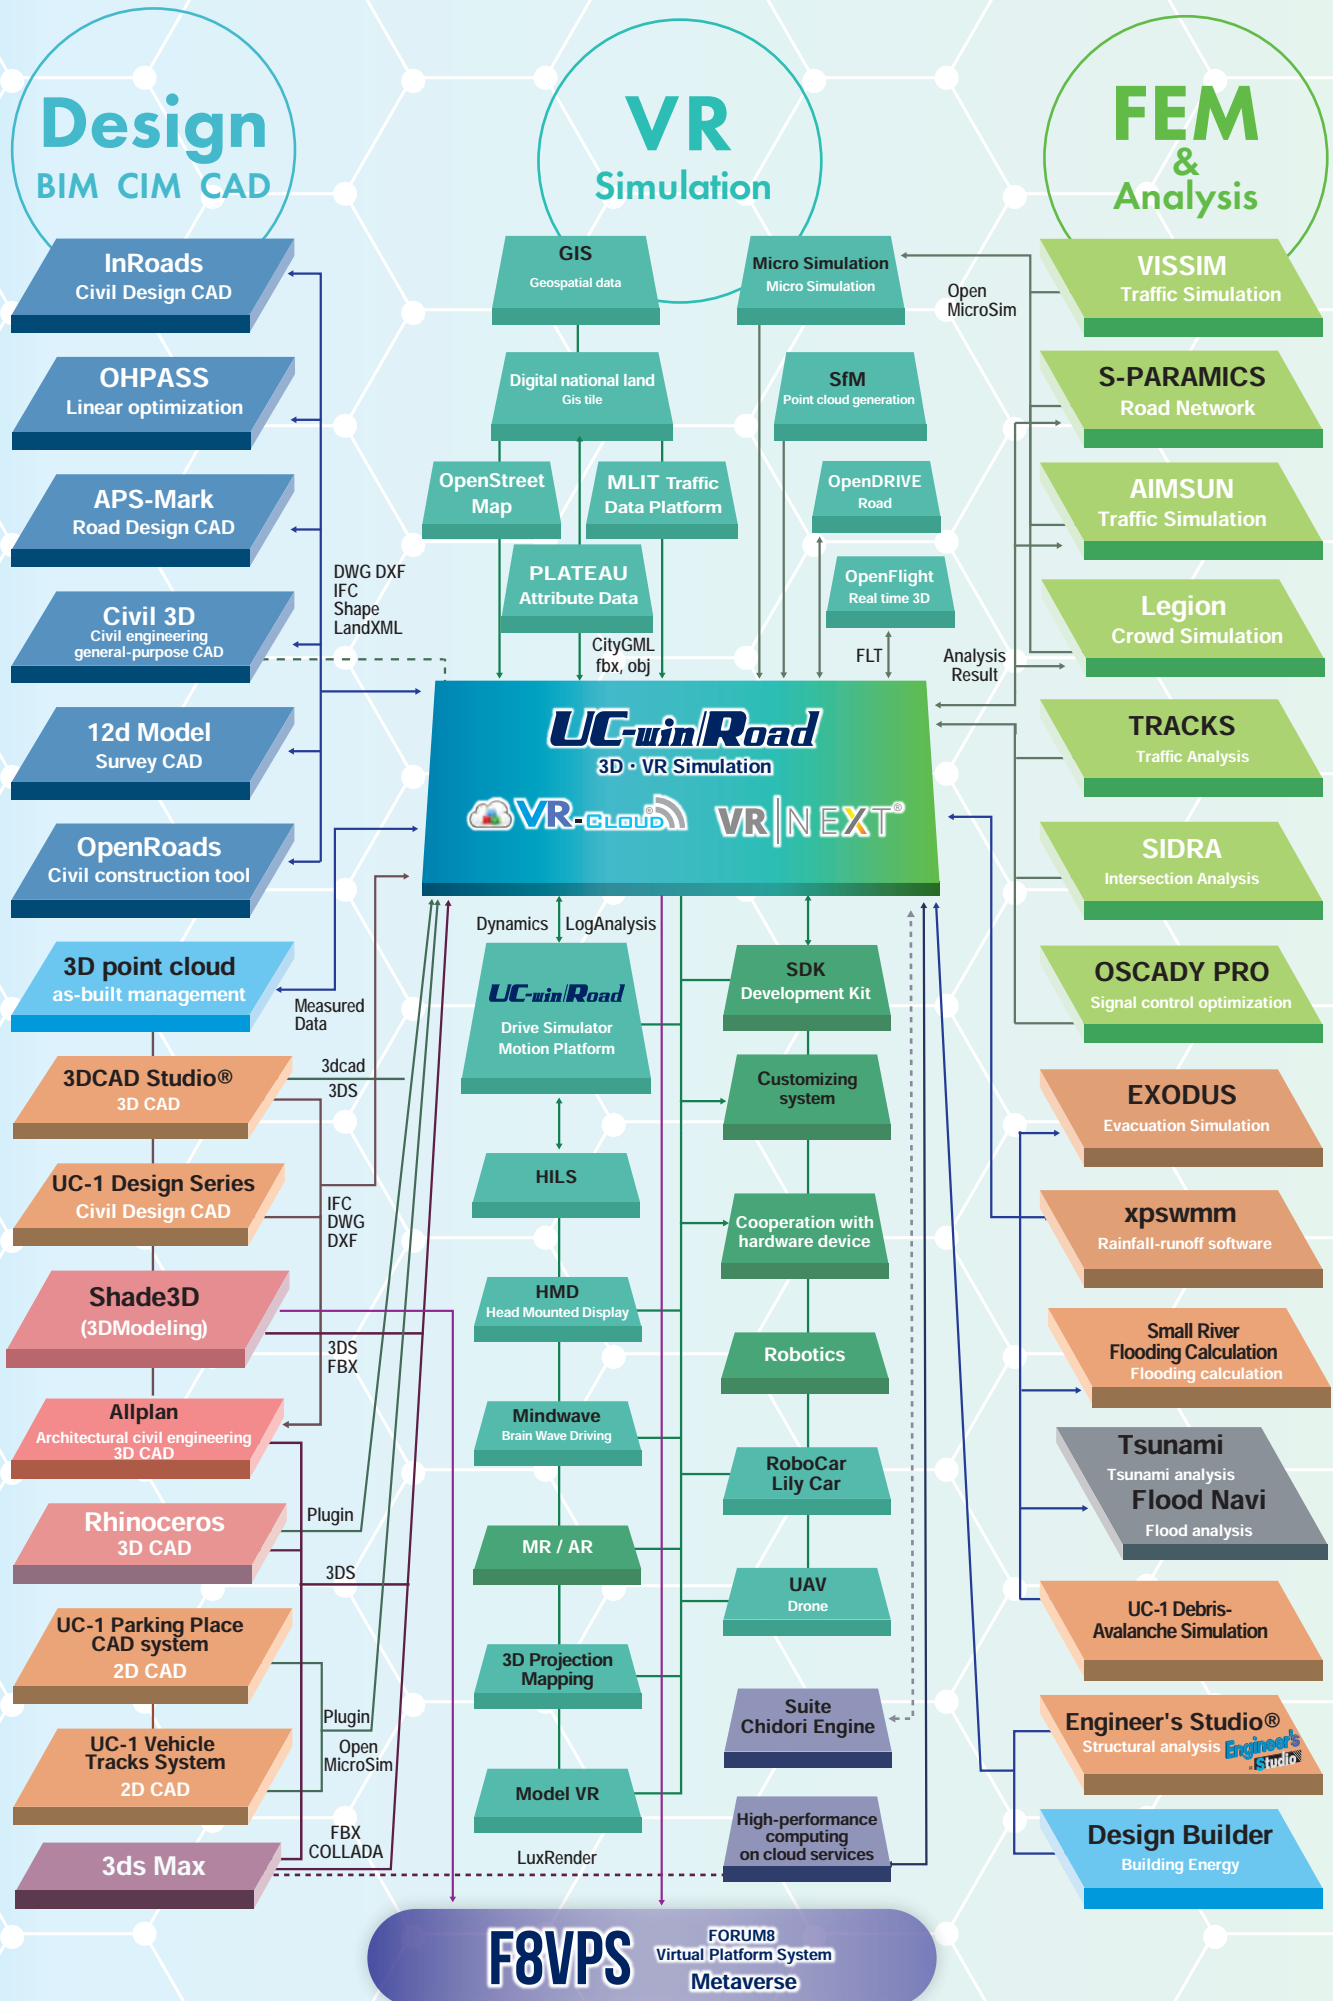 Design
BIM CIM CAD
VR
Simulation
FEM
&
Analysis
InRoads
Civil Design CAD
OHPASS
Linear optimization
APS-Mark
Road Design CAD
Civil 3D
Civil engineering
general-purpose CAD
12d Model
Survey CAD
OpenRoads
Civil construction tool
3D point cloud
as-built management
3DCAD Studio®
3D CAD
UC-1 Design Series
Civil Design CAD
Shade3D
(3DModeling)
Allplan
Architectural civil engineering
3D CAD
Rhinoceros
3D CAD
UC-1 Parking Place
CAD system
2D CAD
UC-1 Vehicle
Tracks System
2D CAD
3ds Max
DWG DXF
IFC
Shape
LandXML
Measured
Data
3dcad
3DS
IFC
DWG
DXF
3DS
FBX
Plugin
3DS
Plugin
Open
MicroSim
FBX
COLLADA
LuxRender
GIS
Geospatial data
Digital national land
Gis tile
OpenStreet
Map
MLIT Traffic
Data Platform
PLATEAU
Attribute Data
CityGML
fbx, obj
Micro Simulation
Micro Simulation
SfM
Point cloud generation
OpenDRIVE
Road
OpenFlight
Real time 3D
FLT
Open
MicroSim
Analysis
Result
UC-win/Road
3D・VR Simulation
VR-CLOUD®
VR|NEXT®
Dynamics
LogAnalysis
UC-win/Road
Drive Simulator
Motion Platform
HILS
HMD
Head Mounted Display
Mindwave
Brain Wave Driving
MR / AR
3D Projection
Mapping
Model VR
SDK
Development Kit
Customizing
system
Cooperation with
hardware device
Robotics
RoboCar
Lily Car
UAV
Drone
Suite
Chidori Engine
High-performance
computing
on cloud services
VISSIM
Traffic Simulation
S-PARAMICS
Road Network
AIMSUN
Traffic Simulation
Legion
Crowd Simulation
TRACKS
Traffic Analysis
SIDRA
Intersection Analysis
OSCADY PRO
Signal control optimization
EXODUS
Evacuation Simulation
xpswmm
Rainfall-runoff software
Small River
Flooding Calculation
Flooding calculation
Tsunami
Tsunami analysis
Flood Navi
Flood analysis
UC-1 Debris-
Avalanche Simulation
Engineer's Studio®
Structural analysis
Engineer's
Studio
Design Builder
Building Energy
F8VPS
FORUM8
Virtual Platform System
Metaverse